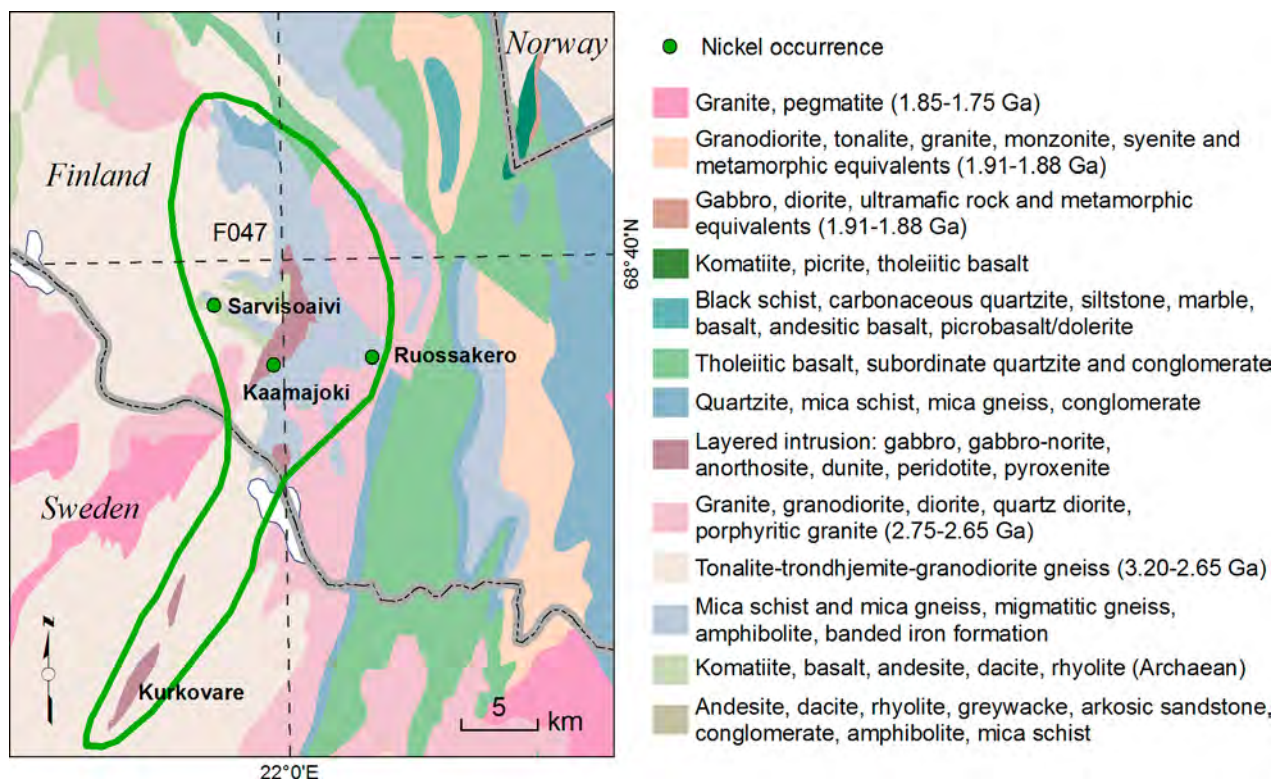 Norway
Finland
F047
68°40'N
Sarvisoaivi
Ruossakero
Kaamajoki
Sweden
Kurkovare
z
5
km
22°0'E
Nickel occurrence
Granite, pegmatite (1.85-1.75 Ga)
Granodiorite, tonalite, granite, monzonite, syenite and
metamorphic equivalents (1.91-1.88 Ga)
Gabbro, diorite, ultramafic rock and metamorphic
equivalents (1.91-1.88 Ga)
Komatiite, picrite, tholeiitic basalt
Black schist, carbonaceous quartzite, siltstone, marble,
basalt, andesitic basalt, picrobasalt/dolerite
Tholeiitic basalt, subordinate quartzite and conglomerate
Quartzite, mica schist, mica gneiss, conglomerate
Layered intrusion: gabbro, gabbro-norite,
anorthosite, dunite, peridotite, pyroxenite
Granite, granodiorite, diorite, quartz diorite,
porphyritic granite (2.75-2.65 Ga)
Tonalite-trondhjemite-granodiorite gneiss (3.20-2.65 Ga)
Mica schist and mica gneiss, migmatitic gneiss,
amphibolite, banded iron formation
Komatiite, basalt, andesite, dacite, rhyolite (Archaean)
Andesite, dacite, rhyolite, greywacke, arkosic sandstone,
conglomerate, amphibolite, mica schist